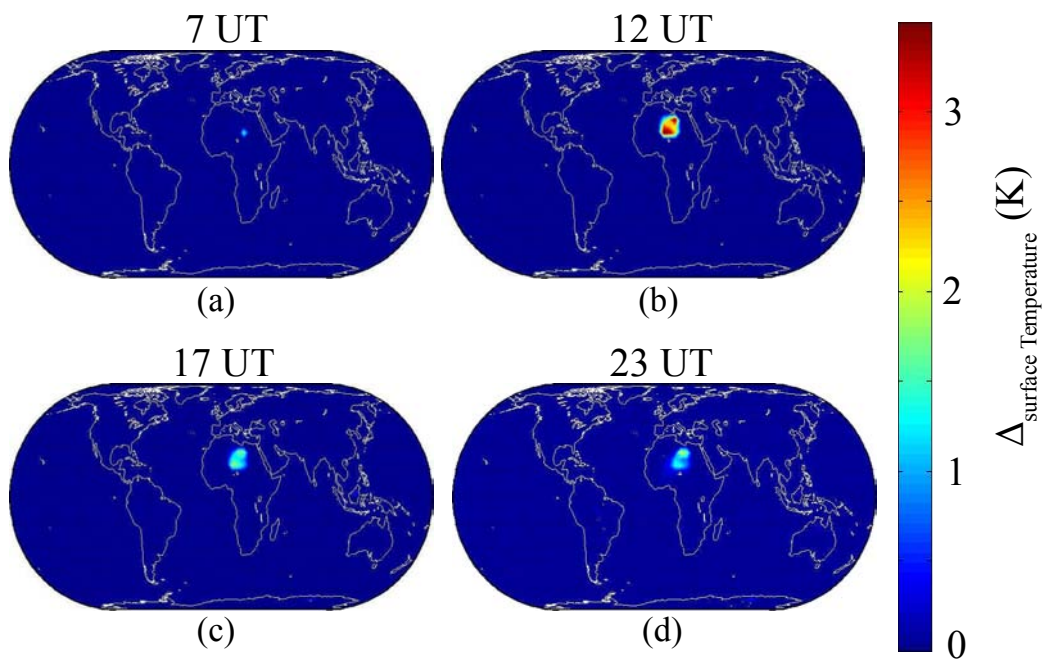 7 UT
12 UT
(a)
(b)
17 UT
23 UT
(c)
(d)
3
2
1
0
Δsurface Temperature (K)